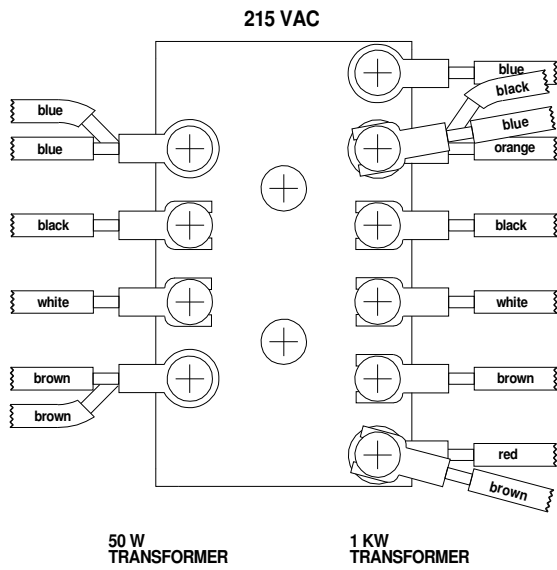 215 VAC
blue
blue
black
white
brown
brown
blue
black
blue
orange
black
white
brown
red
brown
50 W
TRANSFORMER
1 KW
TRANSFORMER